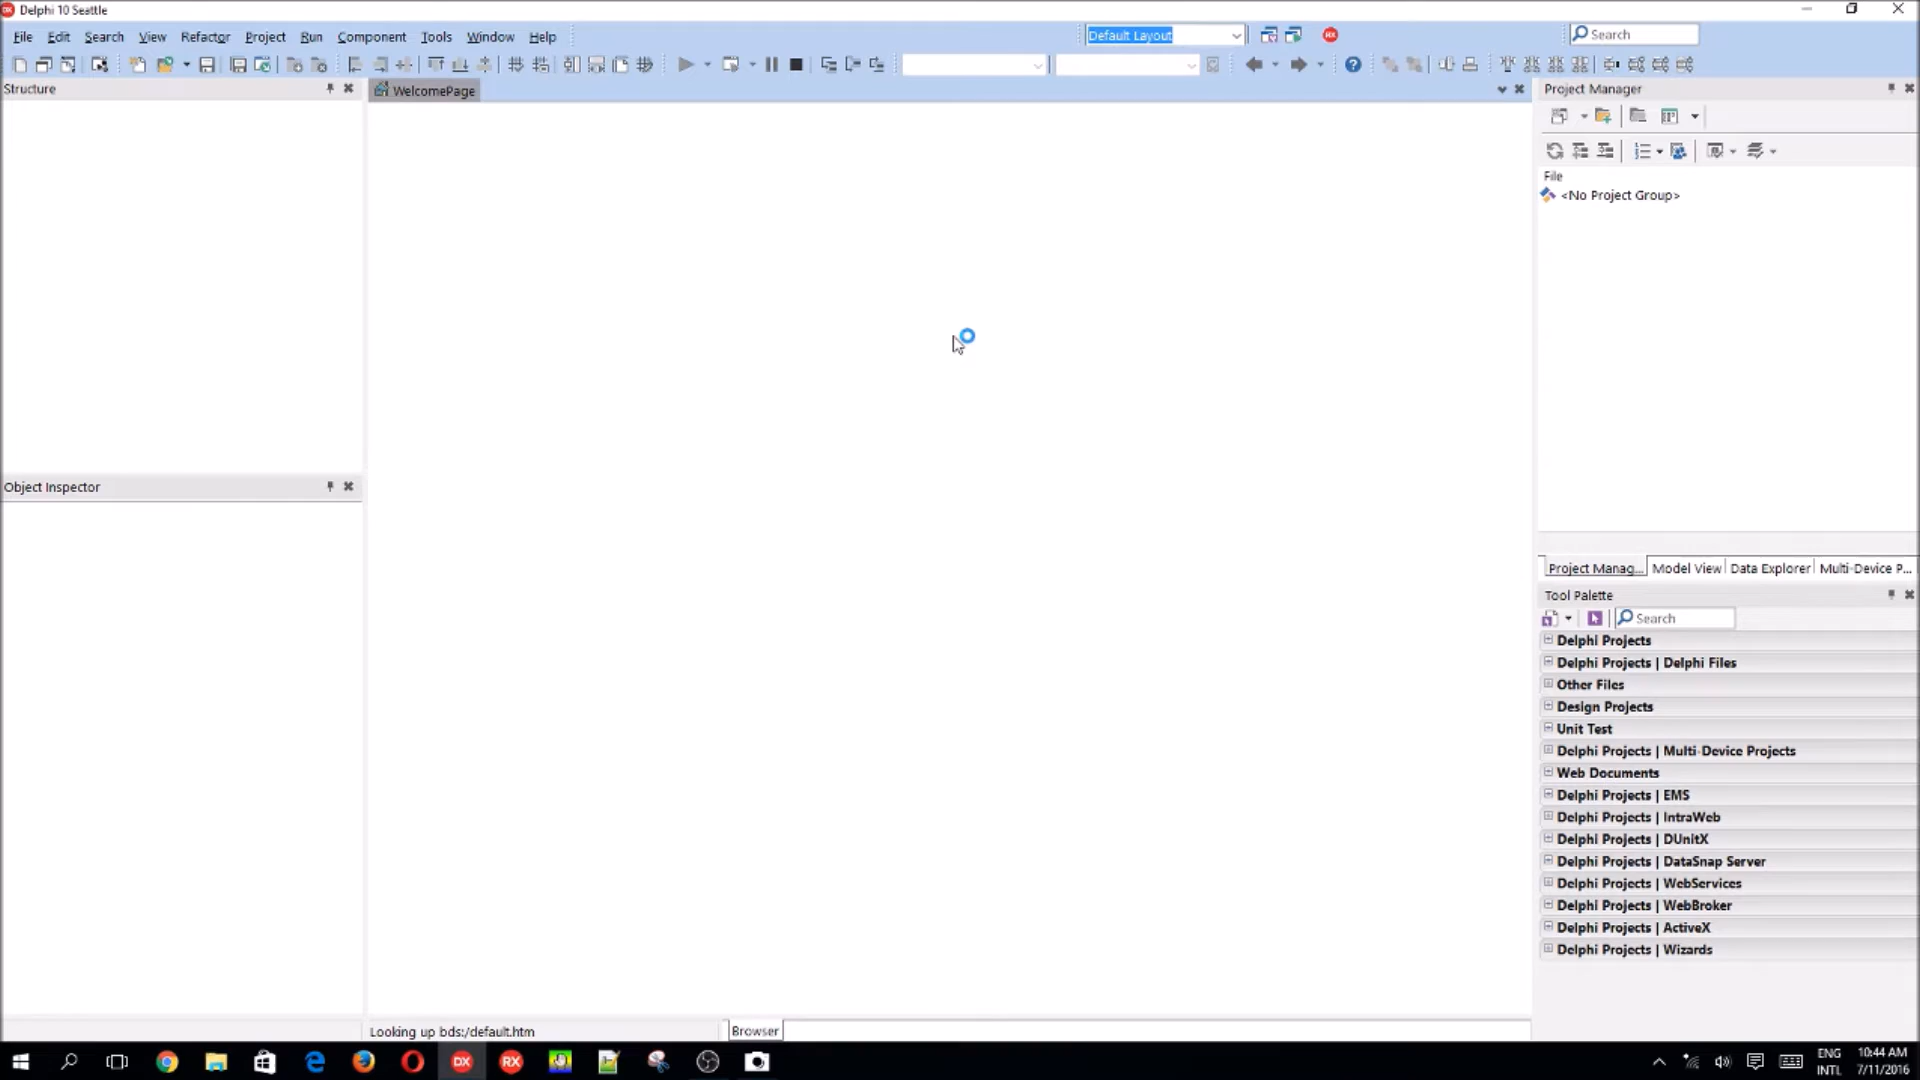 Delphi 10 Seattle
File Edit Search View Refactor Project Run Component Tools Window Help
Default Layout
Search
Structure
WelcomePage
Project Manager
File
<No Project Group>
Object Inspector
Project Manag... Model View Data Explorer Multi-Device P...
Tool Palette
Search
Delphi Projects
Delphi Projects | Delphi Files
Other Files
Design Projects
Unit Test
Delphi Projects | Multi-Device Projects
Web Documents
Delphi Projects | EMS
Delphi Projects | IntraWeb
Delphi Projects | DUnitX
Delphi Projects | DataSnap Server
Delphi Projects | WebServices
Delphi Projects | WebBroker
Delphi Projects | ActiveX
Delphi Projects | Wizards
Looking up bds:/default.htm
Browser
DX
RX
ENG
INTL
10:44 AM
7/11/2016